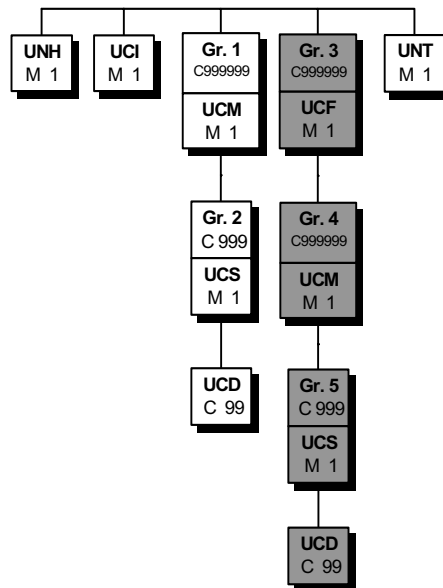 UNH
M 1
UCI
M 1
Gr. 1
C999999
UCM
M 1
Gr. 3
C999999
UCF
M 1
UNT
M 1
Gr. 2
C 999
UCS
M 1
Gr. 4
C999999
UCM
M 1
UCD
C 99
Gr. 5
C 999
UCS
M 1
UCD
C 99